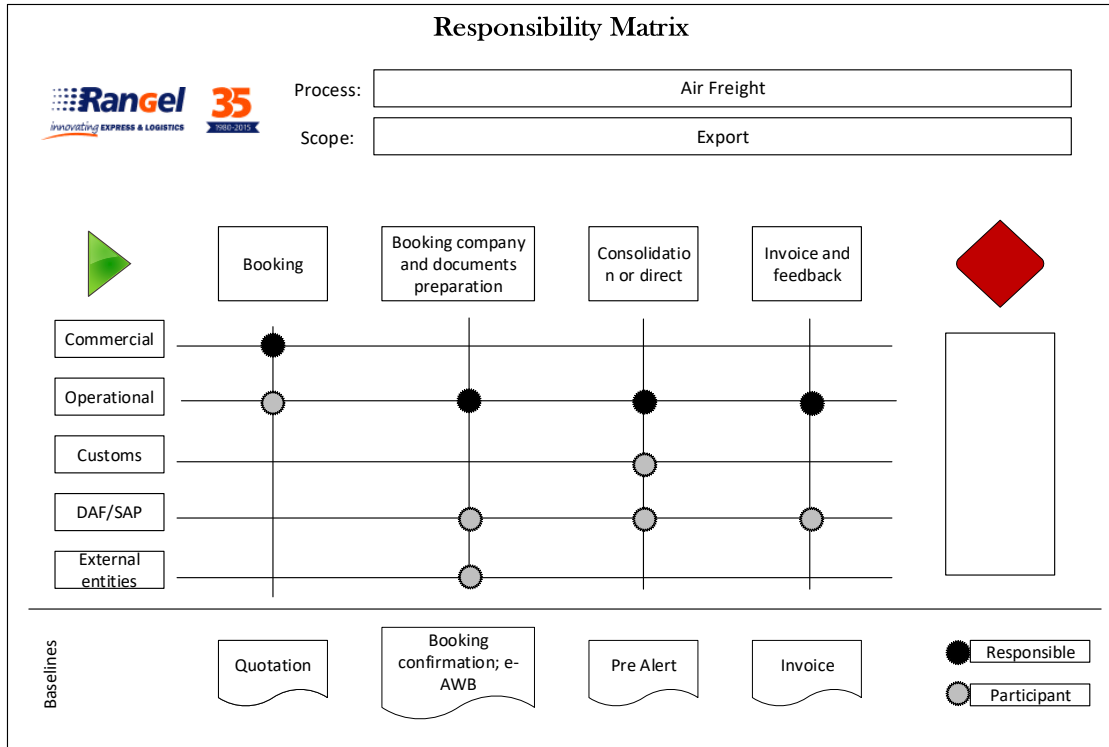 Responsibility Matrix
Rangel
innovating EXPRESS & LOGISTICS
35
1980-2015
Process:
Air Freight
Scope:
Export
Booking
Booking company
and documents
preparation
Consolidatio
n or direct
Invoice and
feedback
Commercial
Operational
Customs
DAF/SAP
External
entities
Baselines
Quotation
Booking
confirmation; e-
AWB
Pre Alert
Invoice
Responsible
Participant